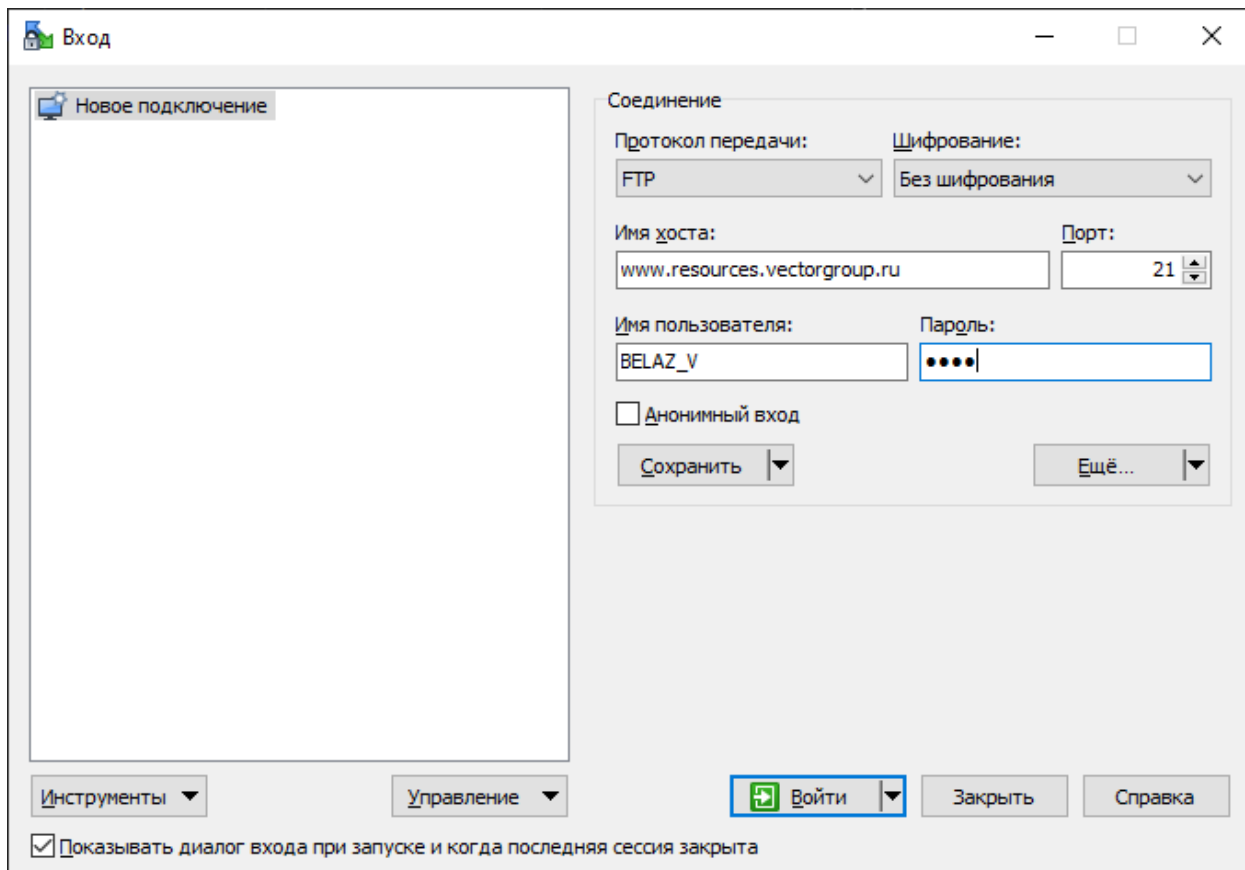 Вход
Новое подключение
Соединение
Протокол передачи: Шифрование:
FTP Без шифрования
Имя хоста: Порт:
www.resources.vectorgroup.ru 21
Имя пользователя: Пароль:
BELAZ_V ••••
Анонимный вход
Сохранить Ещё...
Инструменты Управление Войти Закрыть Справка
Показывать диалог входа при запуске и когда последняя сессия закрыта